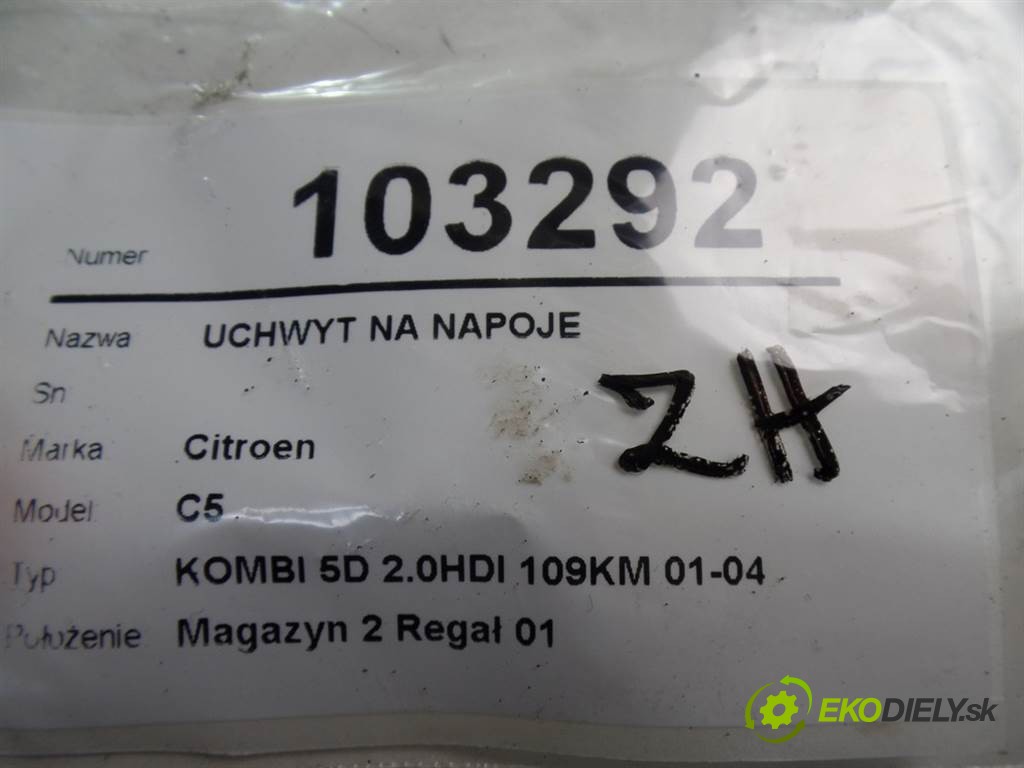 Numer 103292
Nazwa UCHWYT NA NAPOJE
Sn
ZH
Marka Citroen
Model C5
Typ KOMBI 5D 2.0HDI 109KM 01-04
Położenie Magazyn 2 Regał 01
EKODIELY.sk